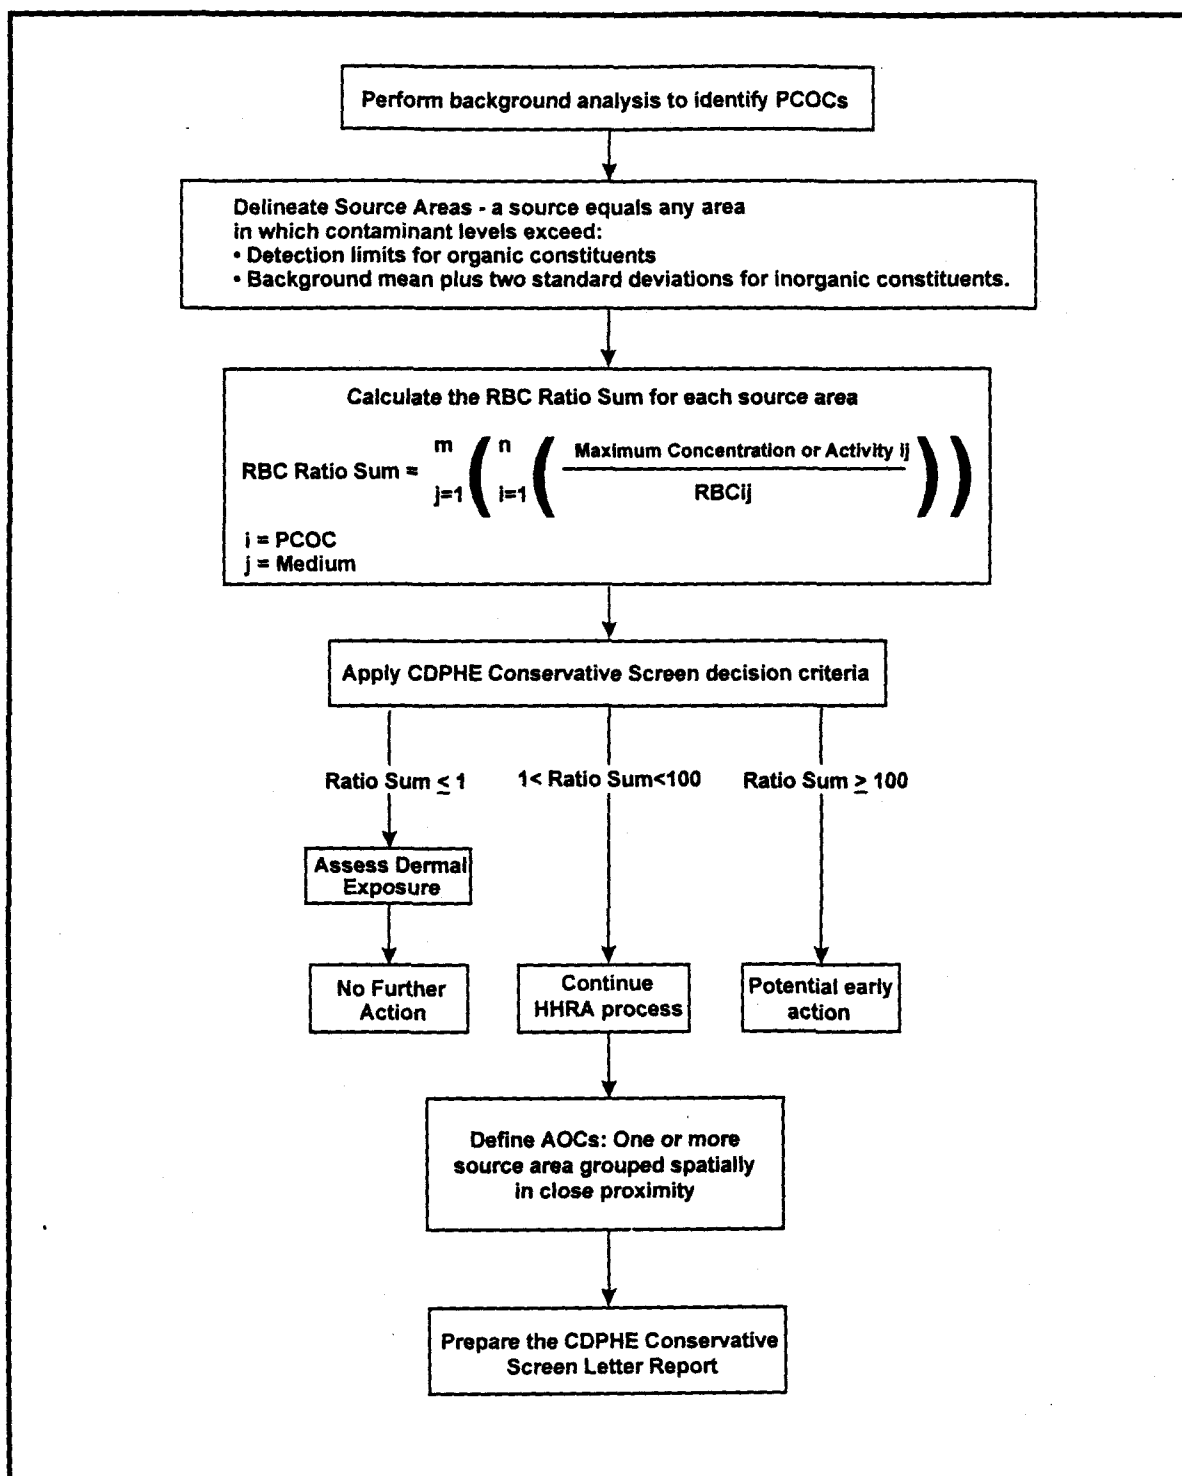 Perform background analysis to identify PCOCs
Delineate Source Areas - a source equals any area
in which contaminant levels exceed:
• Detection limits for organic constituents
• Background mean plus two standard deviations for inorganic constituents.
Calculate the RBC Ratio Sum for each source area
m n Maximum Concentration or Activity ij
RBC Ratio Sum =
j=1 i=1 RBCij
i = PCOC
j = Medium
Apply CDPHE Conservative Screen decision criteria
Ratio Sum ≤ 1 1< Ratio Sum<100 Ratio Sum ≥ 100
Assess Dermal
Exposure
No Further
Action
Continue
HHRA process
Potential early
action
Define AOCs: One or more
source area grouped spatially
in close proximity
Prepare the CDPHE Conservative
Screen Letter Report